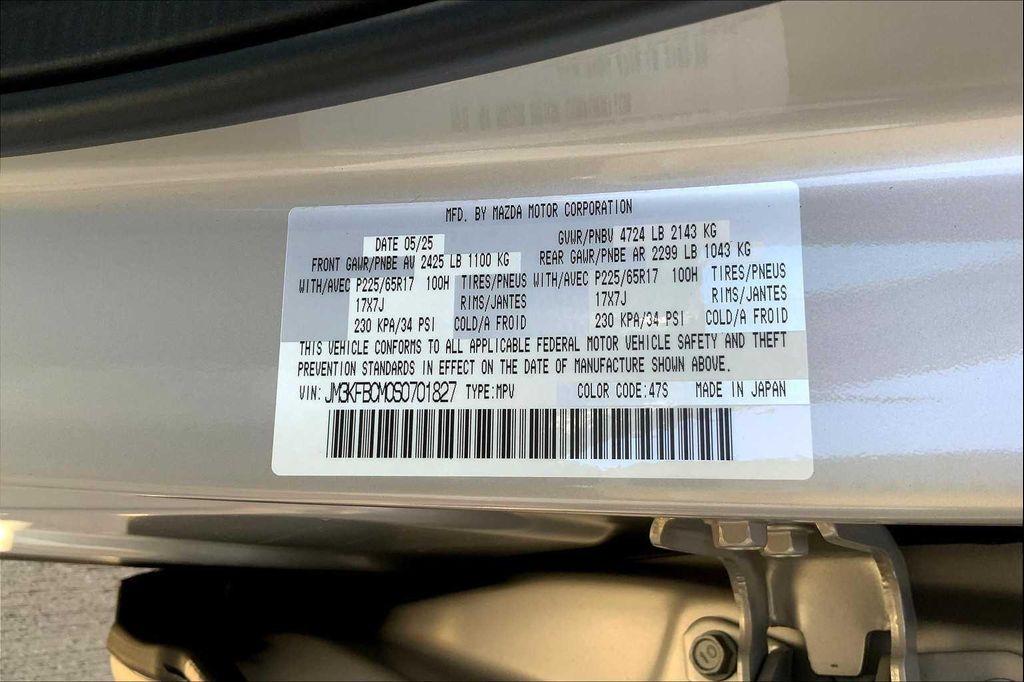 MFD. BY MAZDA MOTOR CORPORATION
DATE 05/25 GVWR/PNBV 4724 LB 2143 KG
FRONT GAWR/PNBE AV 2425 LB 1100 KG REAR GAWR/PNBE AR 2299 LB 1043 KG
WITH/AVEC P225/65R17 100H TIRES/PNEUS WITH/AVEC P225/65R17 100H TIRES/PNEUS
17X7J RIMS/JANTES 17X7J RIMS/JANTES
230 KPA/34 PSI COLD/A FROID 230 KPA/34 PSI COLD/A FROID
THIS VEHICLE CONFORMS TO ALL APPLICABLE FEDERAL MOTOR VEHICLE SAFETY AND THEFT
PREVENTION STANDARDS IN EFFECT ON THE DATE OF MANUFACTURE SHOWN ABOVE.
VIN: JM3KFBCM0S0701827 TYPE:MPV COLOR CODE:47S MADE IN JAPAN
10